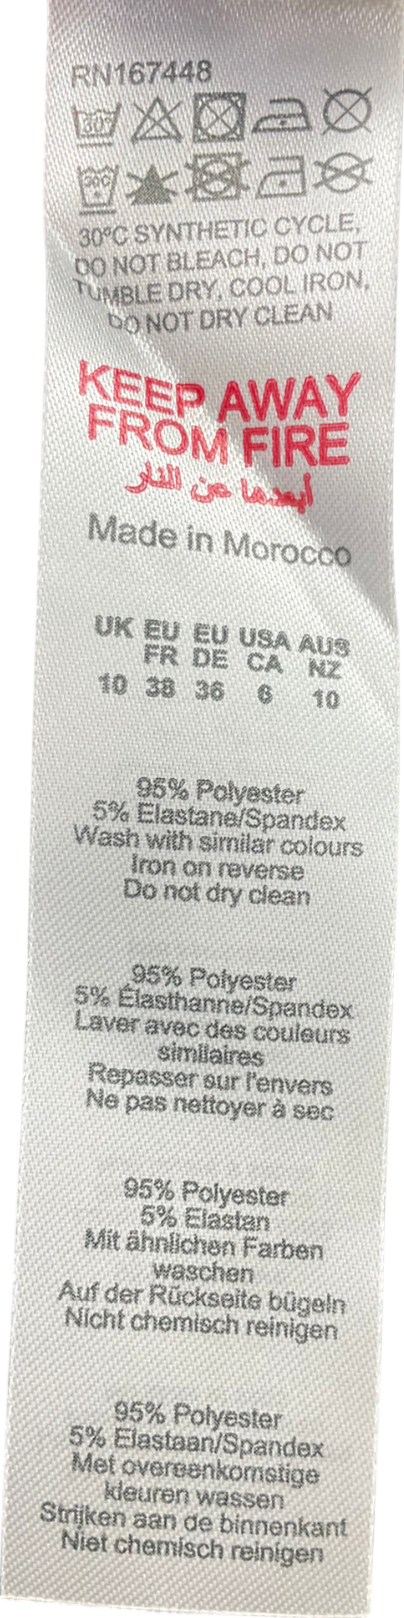 RN167448
30°
30°C
30°C SYNTHETIC CYCLE,
DO NOT BLEACH, DO NOT
TUMBLE DRY, COOL IRON,
DO NOT DRY CLEAN
KEEP AWAY
FROM FIRE
أبعدها عن النار
Made in Morocco
UK EU EU USA AUS
FR DE CA NZ
10 38 36 6 10
95% Polyester
5% Elastane/Spandex
Wash with similar colours
Iron on reverse
Do not dry clean
95% Polyester
5% Élasthanne/Spandex
Laver avec des couleurs
similaires
Repasser sur l'envers
Ne pas nettoyer à sec
95% Polyester
5% Elastan
Mit ähnlichen Farben
waschen
Auf der Rückseite bügeln
Nicht chemisch reinigen
95% Polyester
5% Elastaan/Spandex
Met overeenkomstige
kleuren wassen
Strijken aan de binnenkant
Niet chemisch reinigen